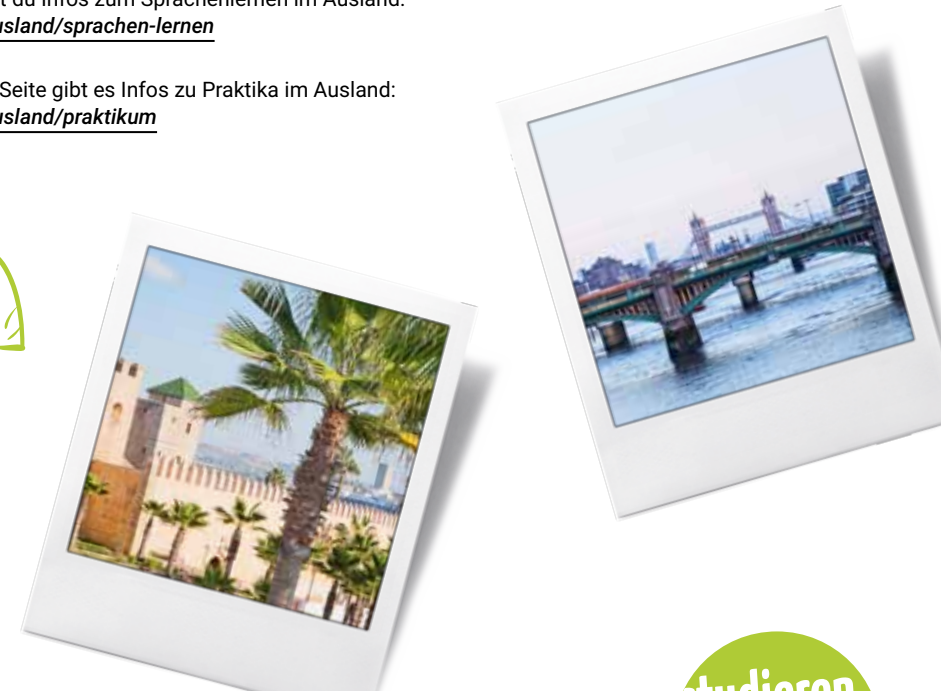 du Infos zum Sprachenlernen im Ausland:
usland/sprachen-lernen
Seite gibt es Infos zu Praktika im Ausland:
usland/praktikum
tudieren